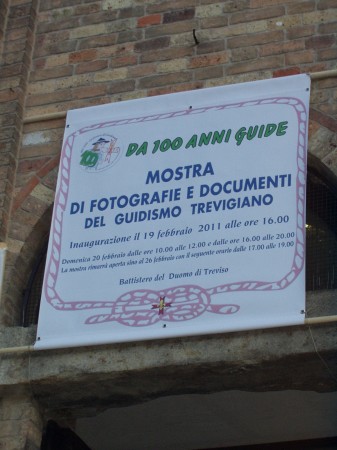 100
DA 100 ANNI GUIDE
MOSTRA
DI FOTOGRAFIE E DOCUMENTI
DEL GUIDISMO TREVIGIANO
Inaugurazione il 19 febbraio 2011 alle ore 16.00
Domenica 20 febbraio dalle ore 10.00 alle 12.00 e dalle ore 16.00 alle 20.00
La mostra rimarrà aperta sino al 26 febbraio con il seguente orario dalle 17.00 alle 19.00
Battistero del Duomo di Treviso